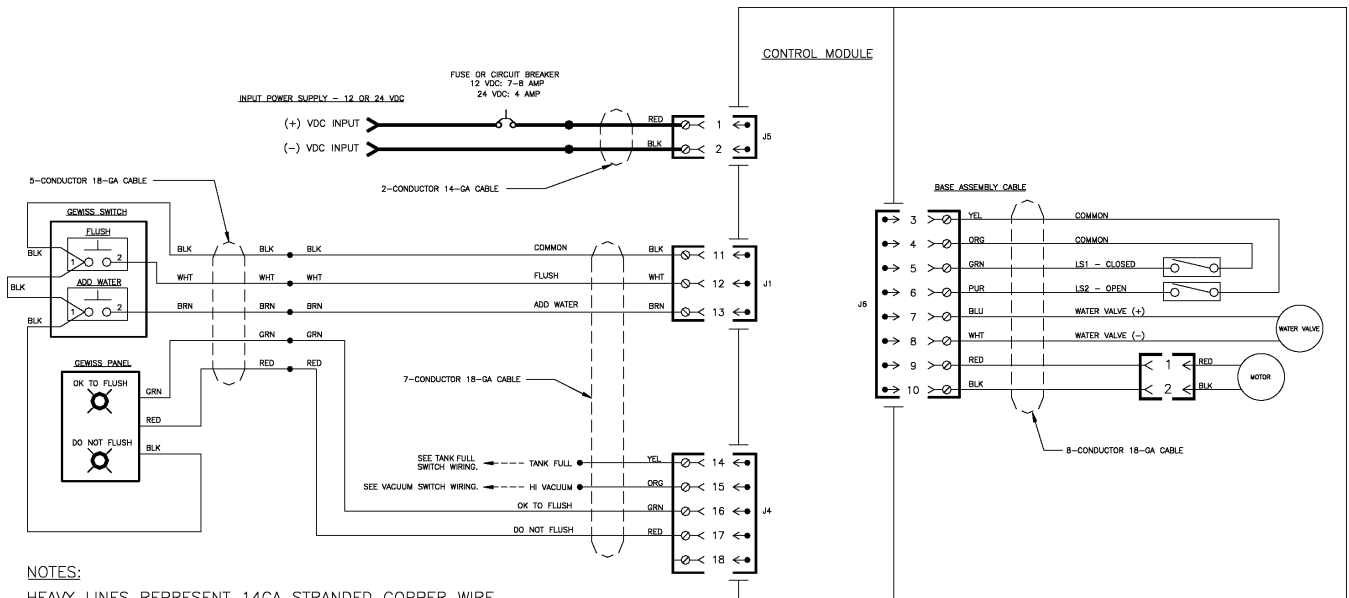 CONTROL MODULE
FUSE OR CIRCUIT BREAKER
12 VDC: 7-8 AMP
24 VDC: 4 AMP
INPUT POWER SUPPLY - 12 OR 24 VDC
(+) VDC INPUT
RED
1
J5
(-) VDC INPUT
BLK
2
5-CONDUCTOR 18-GA CABLE
2-CONDUCTOR 14-GA CABLE
BASE ASSEMBLY CABLE
GEWISS SWITCH
FLUSH
1
2
BLK
BLK
BLK
BLK
COMMON
BLK
11
WHT
WHT
WHT
FLUSH
WHT
12
J1
BLK
ADD WATER
1
2
BRN
BRN
BRN
ADD WATER
BRN
13
BLK
GRN
GRN
RED
RED
3
YEL
COMMON
4
ORG
COMMON
5
GRN
LS1 - CLOSED
6
PUR
LS2 - OPEN
J6
7
BLU
WATER VALVE (+)
8
WHT
WATER VALVE (-)
WATER VALVE
9
RED
1
RED
10
BLK
2
BLK
MOTOR
8-CONDUCTOR 18-GA CABLE
GEWISS PANEL
OK TO FLUSH
GRN
RED
DO NOT FLUSH
BLK
7-CONDUCTOR 18-GA CABLE
SEE TANK FULL
SWITCH WIRING.
TANK FULL
YEL
14
SEE VACUUM SWITCH WIRING.
HI VACUUM
ORG
15
OK TO FLUSH
GRN
16
J4
DO NOT FLUSH
RED
17
18
NOTES:
HEAVY LINES REPRESENT 14GA STRANDED COPPER WIRE